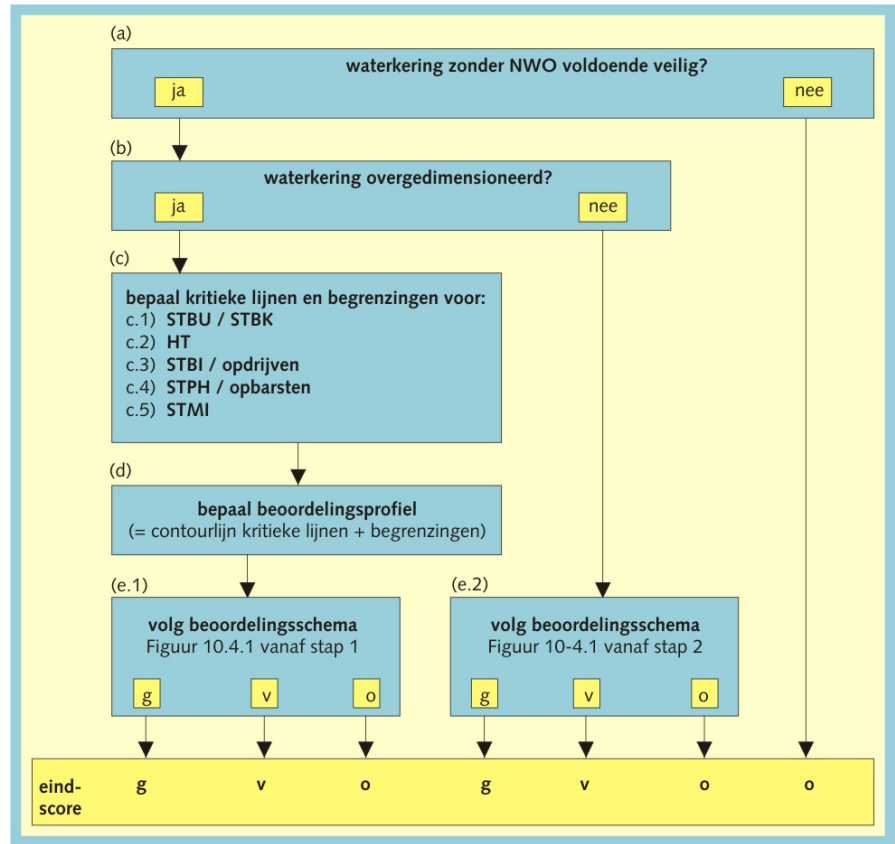 (a)
waterkering zonder NWO voldoende veilig?
ja
nee
(b)
waterkering overgedimensioneerd?
ja
nee
(c)
bepaal kritieke lijnen en begrenzingen voor:
c.1) STBU / STBK
c.2) HT
c.3) STBI / opdrijven
c.4) STPH / opbarsten
c.5) STMI
(d)
bepaal beoordelingsprofiel
(= contourlijn kritieke lijnen + begrenzingen)
(e.1)
volg beoordelingsschema
Figuur 10.4.1 vanaf stap 1
g v o
(e.2)
volg beoordelingsschema
Figuur 10-4.1 vanaf stap 2
g v o
eind-
score
g v o g v o o